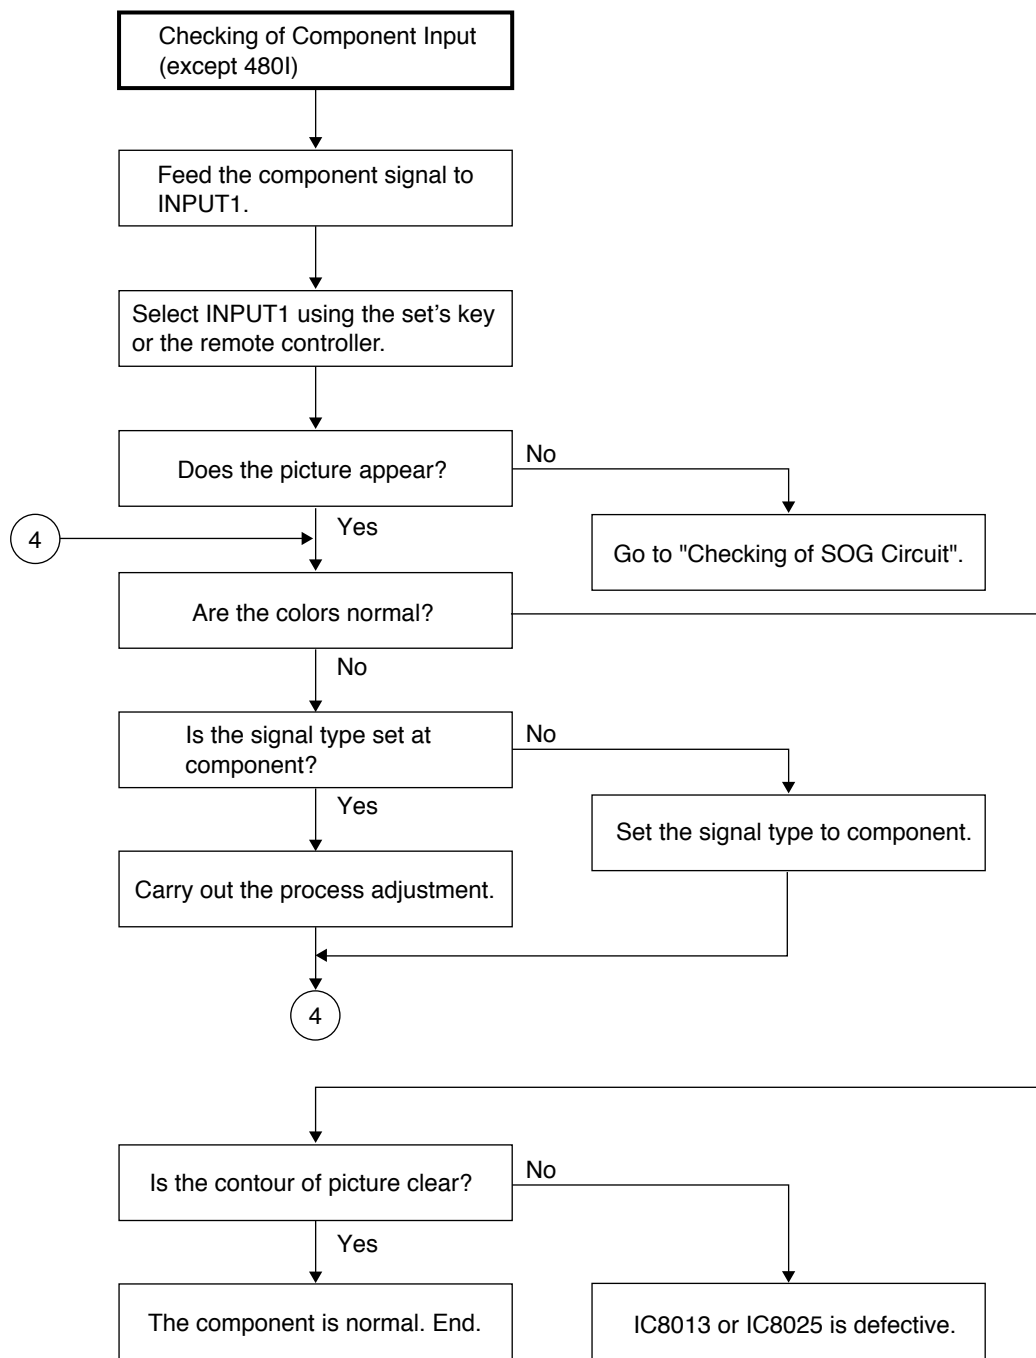 Checking of Component Input
(except 480I)
Feed the component signal to
INPUT1.
Select INPUT1 using the set’s key
or the remote controller.
Does the picture appear?
No
Yes
4
Go to "Checking of SOG Circuit".
Are the colors normal?
No
Is the signal type set at
component?
No
Yes
Set the signal type to component.
Carry out the process adjustment.
4
Is the contour of picture clear?
No
Yes
The component is normal. End.
IC8013 or IC8025 is defective.